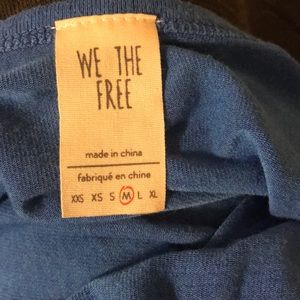 WE THE
FREE
made in china
fabriqué en chine
XXS XS S M L XL